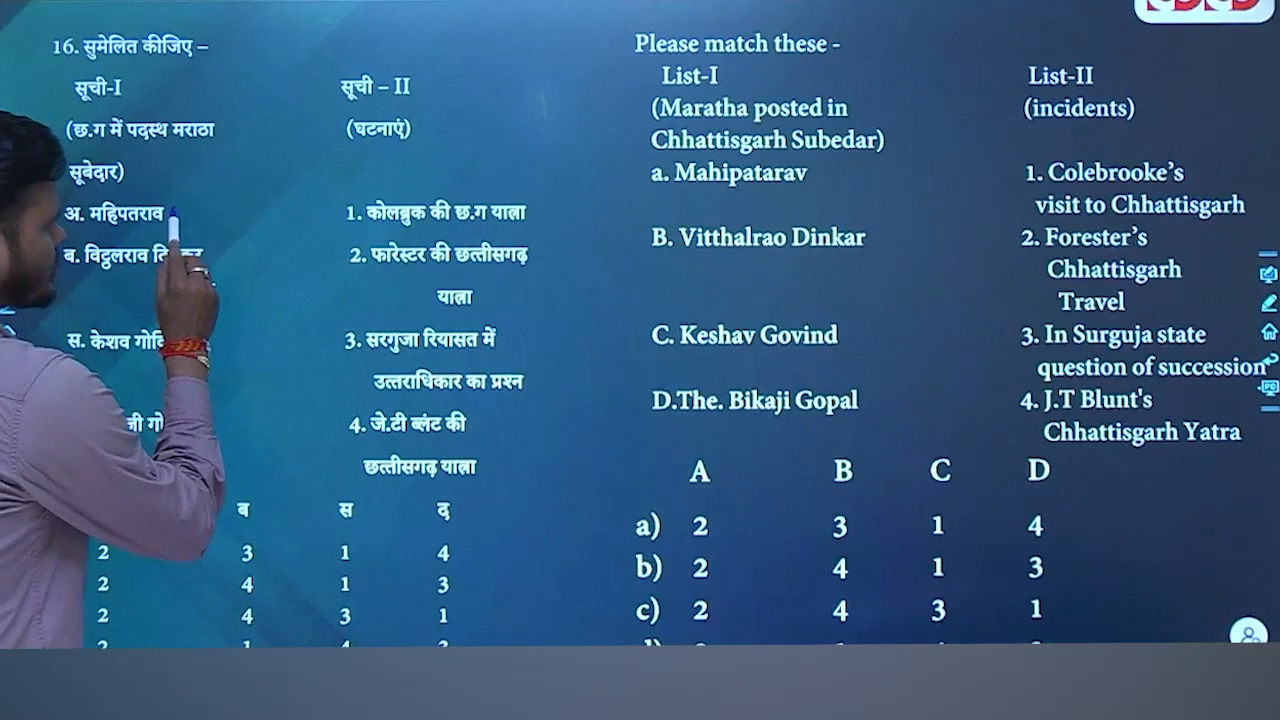 16. सुमेलित कीजिए –
सूची-I
सूची – II
(छ.ग में पदस्थ मराठा
(घटनाएं)
सूबेदार)
अ. महिपतराव
1. कोलब्रुक की छ.ग यात्रा
ब. विट्ठलराव
2. फारेस्टर की छत्तीसगढ़
यात्रा
स. केशव
3. सरगुजा रियासत में
उत्तराधिकार का प्रश्न
4. जे.टी ब्लंट की
छत्तीसगढ़ यात्रा
ब स द
2 3 1 4
2 4 1 3
2 4 3 1
Please match these -
List-I
List-II
(Maratha posted in
(incidents)
Chhattisgarh Subedar)
a. Mahipatarav
1. Colebrooke's
visit to Chhattisgarh
B. Vitthalrao Dinkar
2. Forester's
Chhattisgarh
Travel
C. Keshav Govind
3. In Surguja state
question of succession
D.The. Bikaji Gopal
4. J.T Blunt's
Chhattisgarh Yatra
A B C D
a) 2 3 1 4
b) 2 4 1 3
c) 2 4 3 1